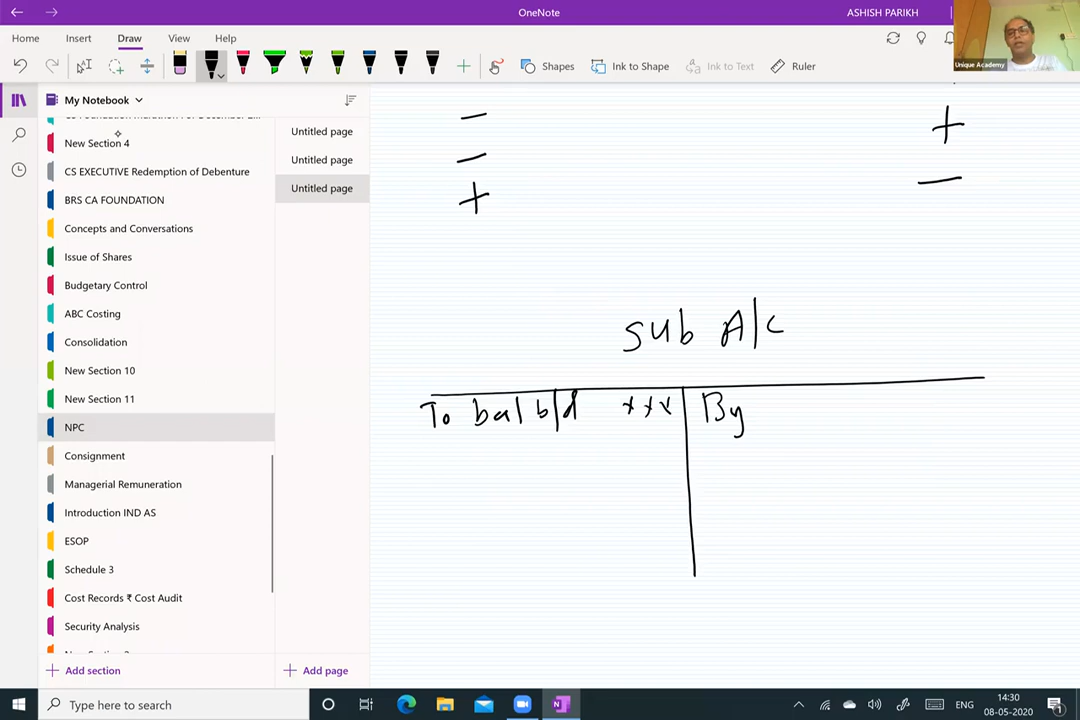 OneNote
ASHISH PARIKH
Home Insert Draw View Help
Unique Academy
Shapes Ink to Shape Ink to Text Ruler
My Notebook
New Section 4
CS EXECUTIVE Redemption of Debenture
BRS CA FOUNDATION
Concepts and Conversations
Issue of Shares
Budgetary Control
ABC Costing
Consolidation
New Section 10
New Section 11
NPC
Consignment
Managerial Remuneration
Introduction IND AS
ESOP
Schedule 3
Cost Records ₹ Cost Audit
Security Analysis
Add section
Untitled page
Untitled page
Untitled page
Add page
−
−
+
+
−
Sub A/c
To bal b/d xxx By
Type here to search
ENG
14:30
08-05-2020